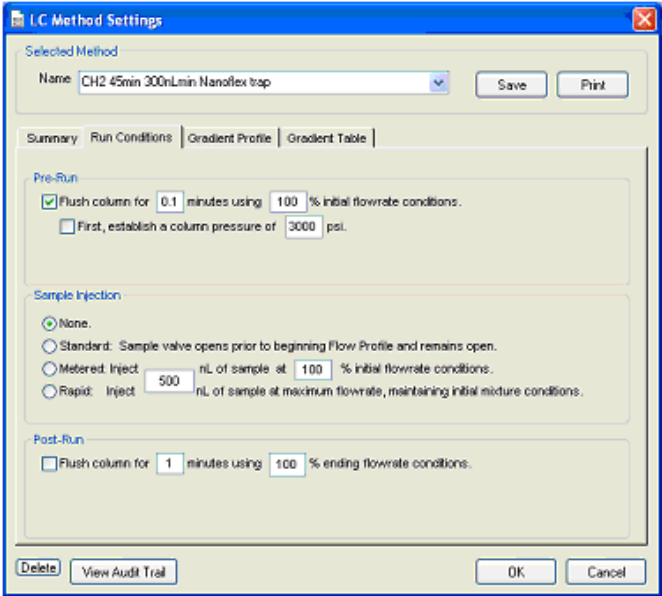 LC Method Settings
Selected Method
Name CH2 45min 300nLmin Nanoflex trap
Save Print
Summary Run Conditions Gradient Profile Gradient Table
Pre-Run
Flush column for 0.1 minutes using 100 % initial flowrate conditions.
First, establish a column pressure of 3000 psi.
Sample Injection
None.
Standard: Sample valve opens prior to beginning Flow Profile and remains open.
Metered: Inject nL of sample at 100 % initial flowrate conditions.
500
Rapid: Inject nL of sample at maximum flowrate, maintaining initial mixture conditions.
Post-Run
Flush column for 1 minutes using 100 % ending flowrate conditions.
Delete View Audit Trail OK Cancel